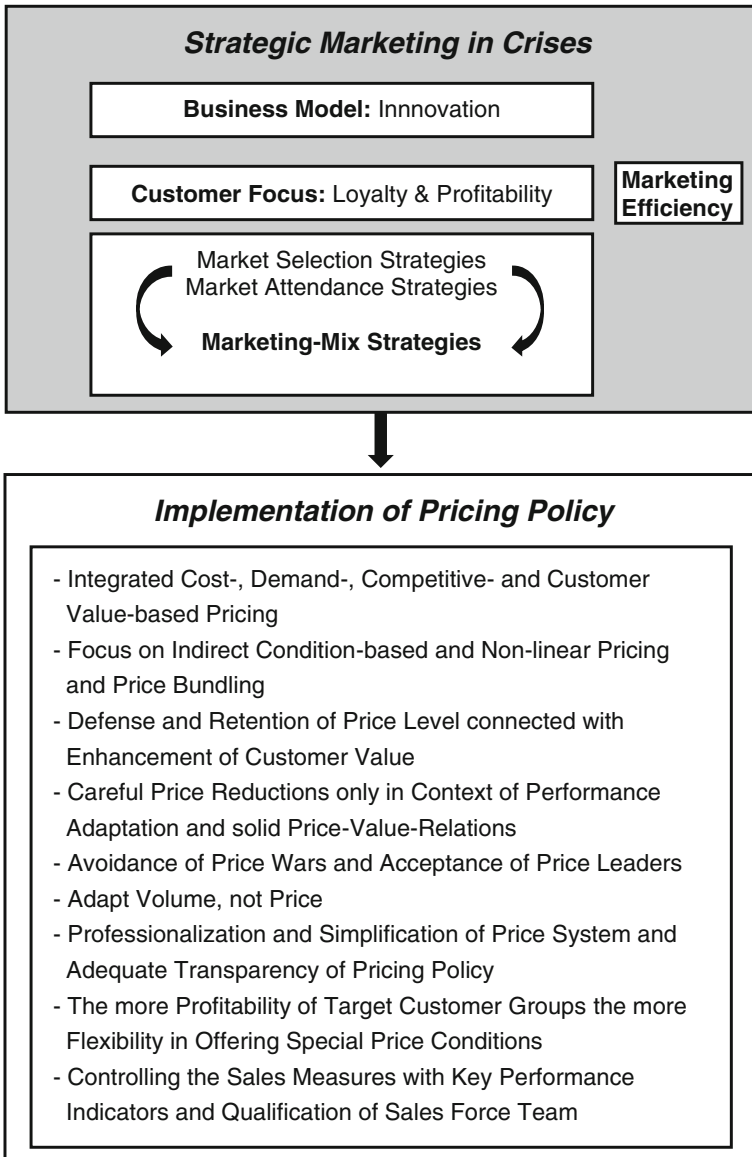 Strategic Marketing in Crises
Business Model: Innnovation
Customer Focus: Loyalty & Profitability
Marketing
Efficiency
Market Selection Strategies
Market Attendance Strategies
Marketing-Mix Strategies
Implementation of Pricing Policy
- Integrated Cost-, Demand-, Competitive- and Customer
Value-based Pricing
- Focus on Indirect Condition-based and Non-linear Pricing
and Price Bundling
- Defense and Retention of Price Level connected with
Enhancement of Customer Value
- Careful Price Reductions only in Context of Performance
Adaptation and solid Price-Value-Relations
- Avoidance of Price Wars and Acceptance of Price Leaders
- Adapt Volume, not Price
- Professionalization and Simplification of Price System and
Adequate Transparency of Pricing Policy
- The more Profitability of Target Customer Groups the more
Flexibility in Offering Special Price Conditions
- Controlling the Sales Measures with Key Performance
Indicators and Qualification of Sales Force Team